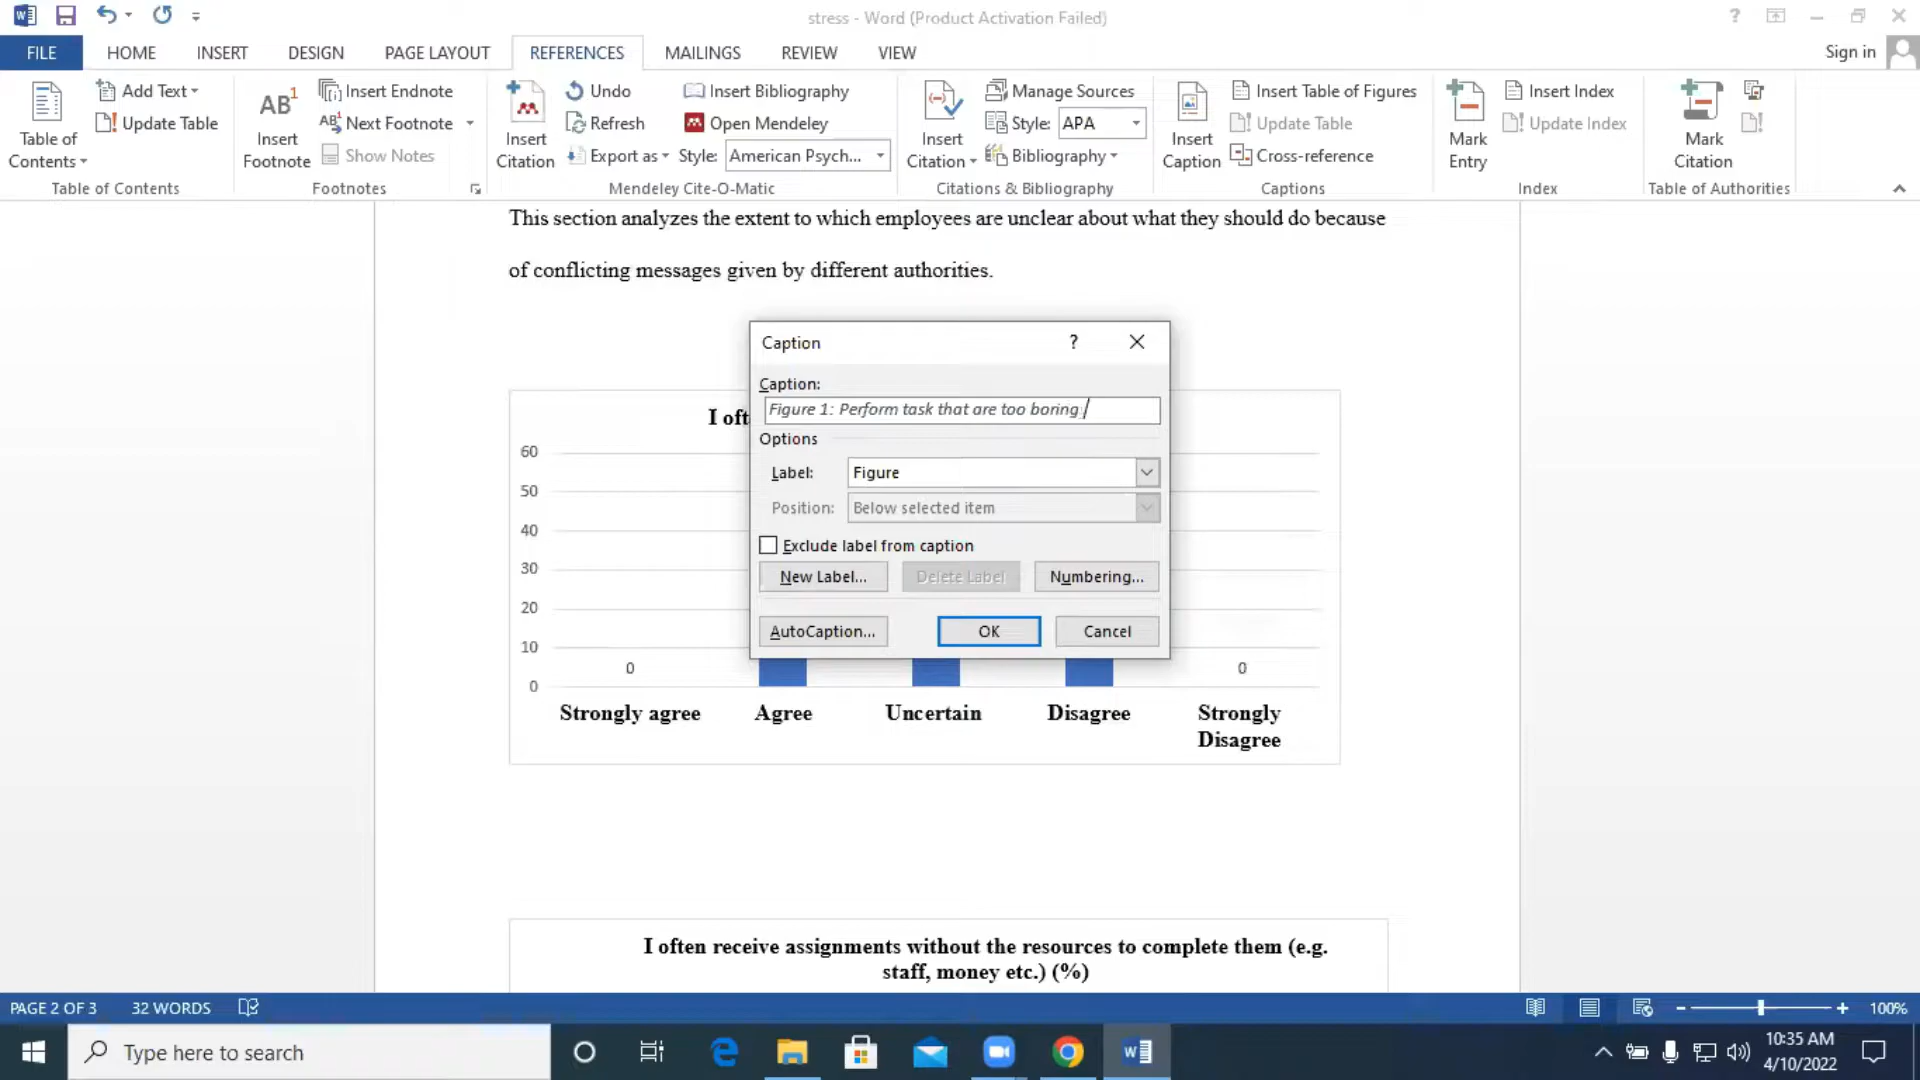 stress - Word (Product Activation Failed)
FILE HOME INSERT DESIGN PAGE LAYOUT REFERENCES MAILINGS REVIEW VIEW Sign in
Table of Contents
Add Text
Update Table
Table of Contents
AB1
Insert Footnote
Insert Endnote
Next Footnote
Show Notes
Footnotes
Insert Citation
Undo
Refresh
Export as
Insert Bibliography
Open Mendeley
Style: American Psych...
Mendeley Cite-O-Matic
Insert Citation
Manage Sources
Style: APA
Bibliography
Citations & Bibliography
Insert Caption
Insert Table of Figures
Update Table
Cross-reference
Captions
Mark Entry
Insert Index
Update Index
Index
Mark Citation
Table of Authorities
This section analyzes the extent to which employees are unclear about what they should do because
of conflicting messages given by different authorities.
Caption ?
Caption:
Figure 1: Perform task that are too boring
Options
Label: Figure
Position: Below selected item
Exclude label from caption
New Label... Delete Label Numbering...
AutoCaption... OK Cancel
I oft
60
50
40
30
20
10
0
0 0
Strongly agree Agree Uncertain Disagree Strongly
Disagree
I often receive assignments without the resources to complete them (e.g.
staff, money etc.) (%)
PAGE 2 OF 3 32 WORDS 100%
Type here to search
10:35 AM
4/10/2022